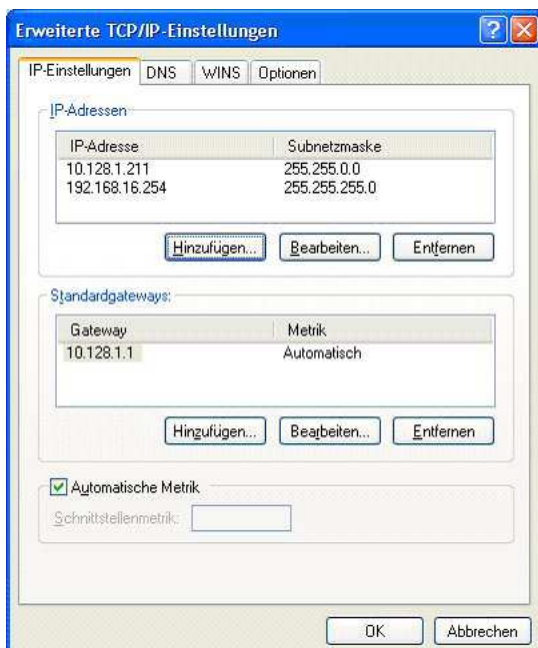 Erweiterte TCP/IP-Einstellungen
IP-Einstellungen DNS WINS Optionen
IP-Adressen
IP-Adresse Subnetzmaske
10.128.1.211 255.255.0.0
192.168.16.254 255.255.255.0
Hinzufügen... Bearbeiten... Entfernen
Standardgateways:
Gateway Metrik
10.128.1.1 Automatisch
Hinzufügen... Bearbeiten... Entfernen
Automatische Metrik
Schnittstellenmetrik:
OK Abbrechen